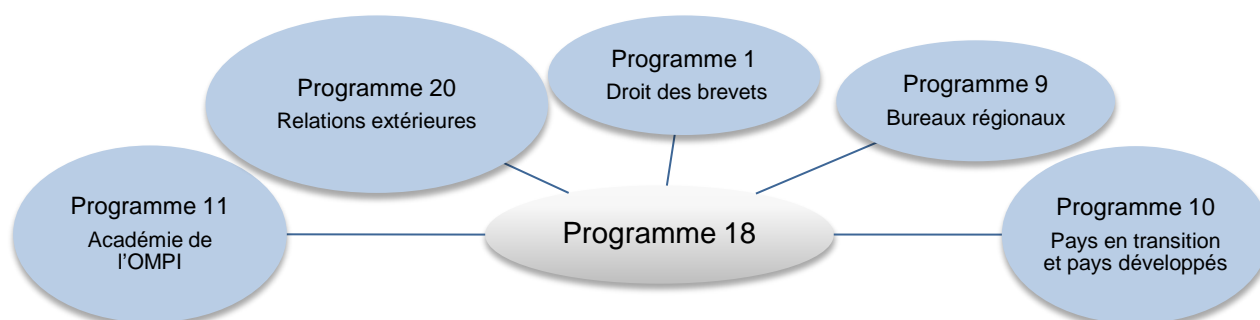 Programme 1
Droit des brevets
Programme 20
Relations extérieures
Programme 9
Bureaux régionaux
Programme 11
Académie de
l'OMPI
Programme 18
Programme 10
Pays en transition
et pays développés